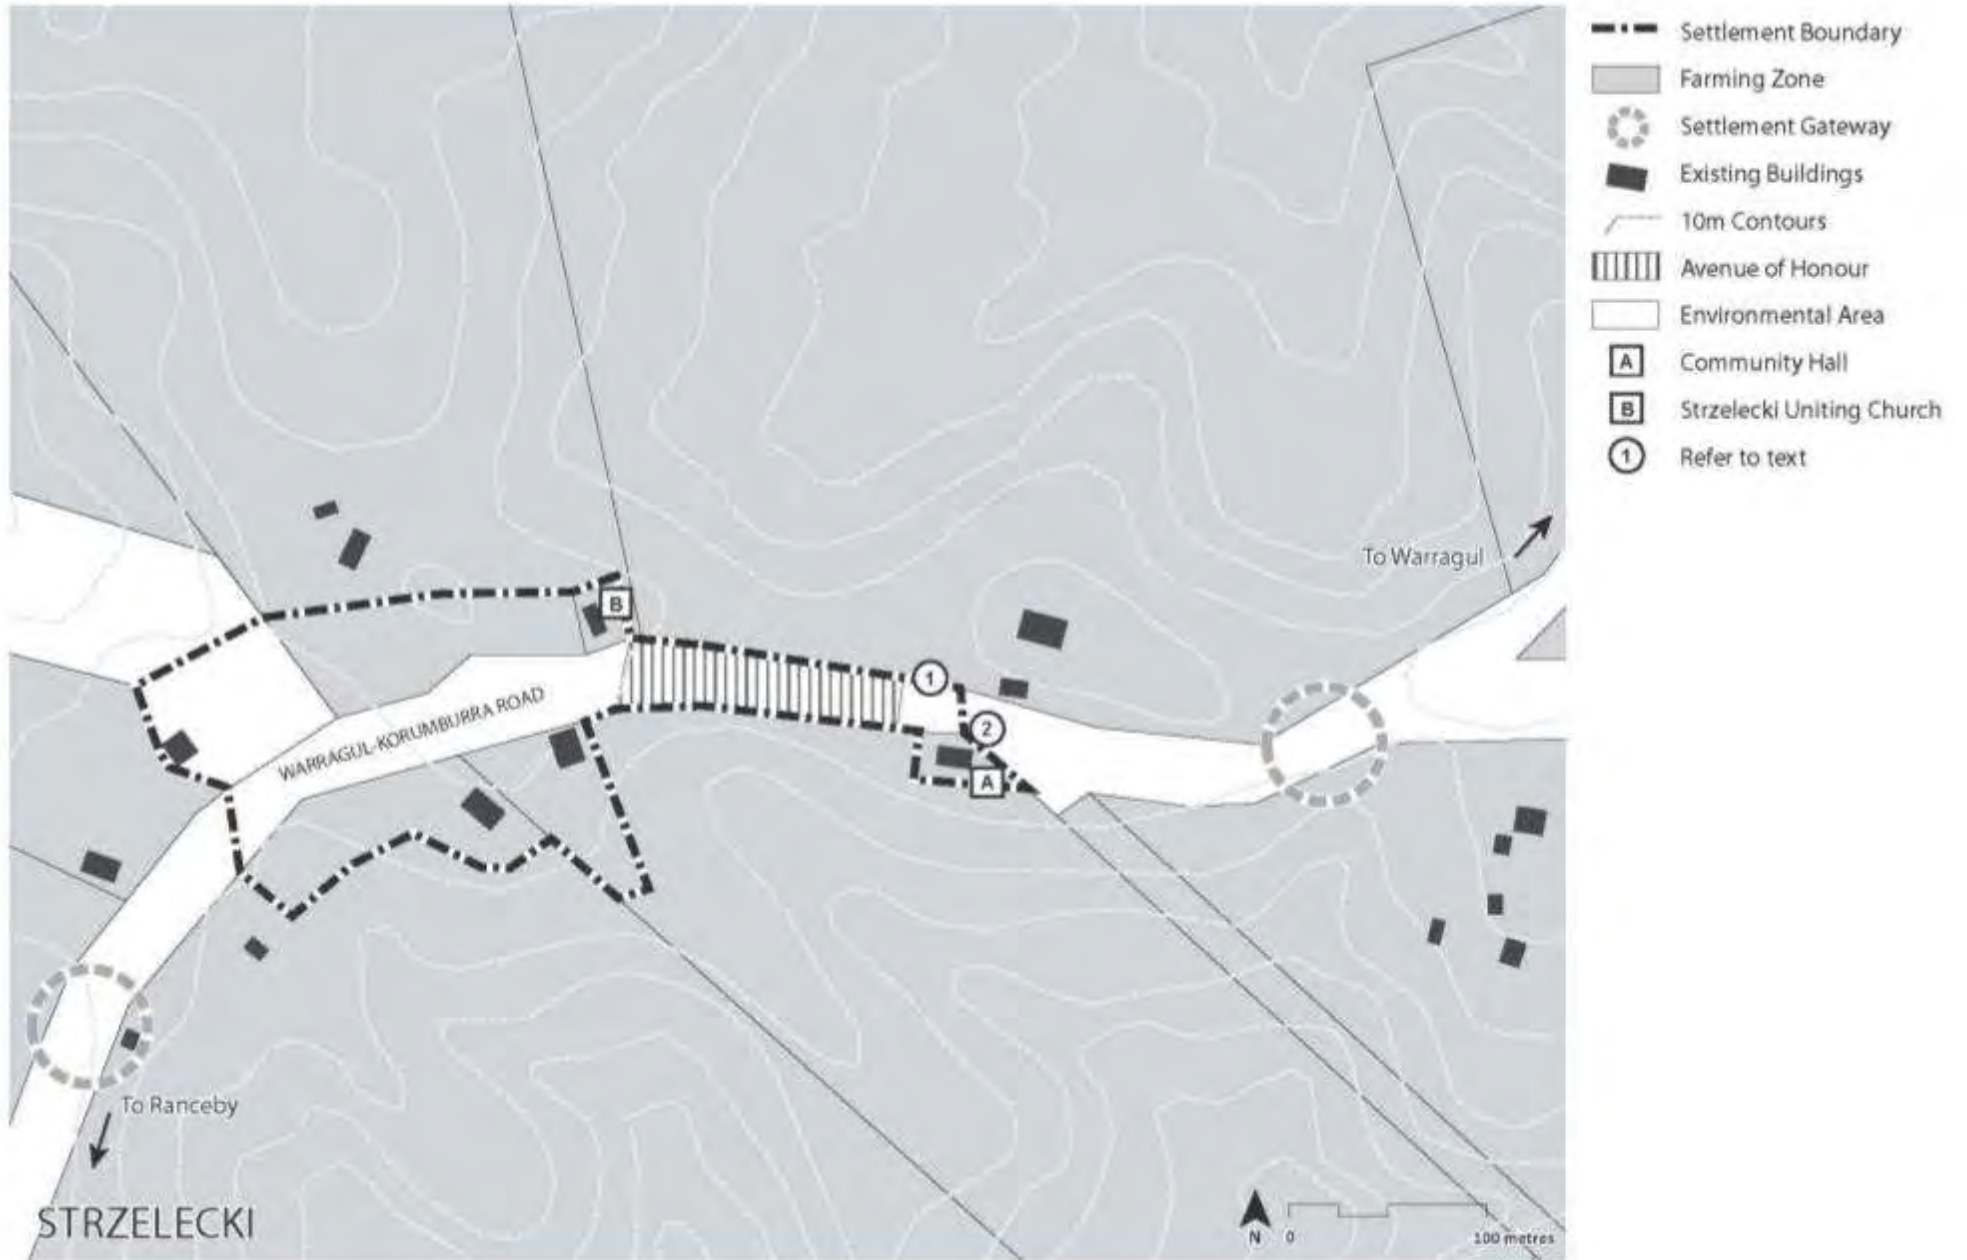 Settlement Boundary
Farming Zone
Settlement Gateway
Existing Buildings
10m Contours
Avenue of Honour
Environmental Area
A Community Hall
B Strzelecki Uniting Church
1 Refer to text
To Warragul
B
1
WARRAGUL-KORUMBURRA ROAD
2
A
To Ranceby
STRZELECKI
N 0 100 metres